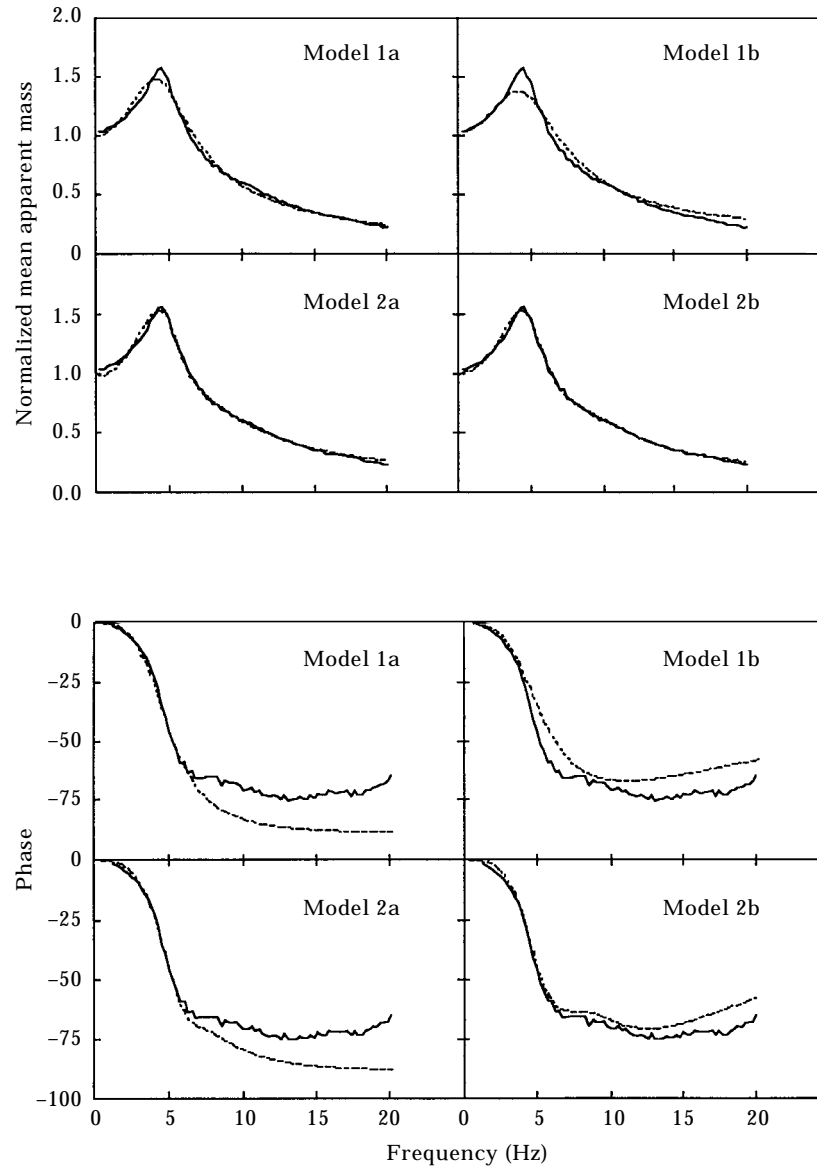 2.0
Model 1a
Model 1b
1.5
1.0
0.5
0
Model 2a
Model 2b
1.5
1.0
0.5
0.0
Normalized mean apparent mass
0
Model 1a
Model 1b
–25
–50
–75
0
Model 2a
Model 2b
–25
–50
–75
–100
Phase
0 5 10 15 20 5 10 15 20
Frequency (Hz)